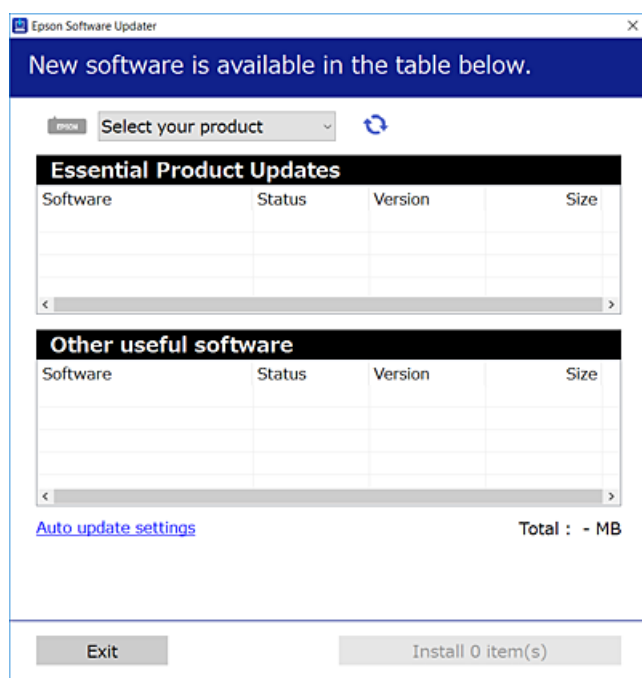 Epson Software Updater
New software is available in the table below.
EPSON Select your product
Essential Product Updates
Software Status Version Size
Other useful software
Software Status Version Size
Auto update settings Total : - MB
Exit Install 0 item(s)